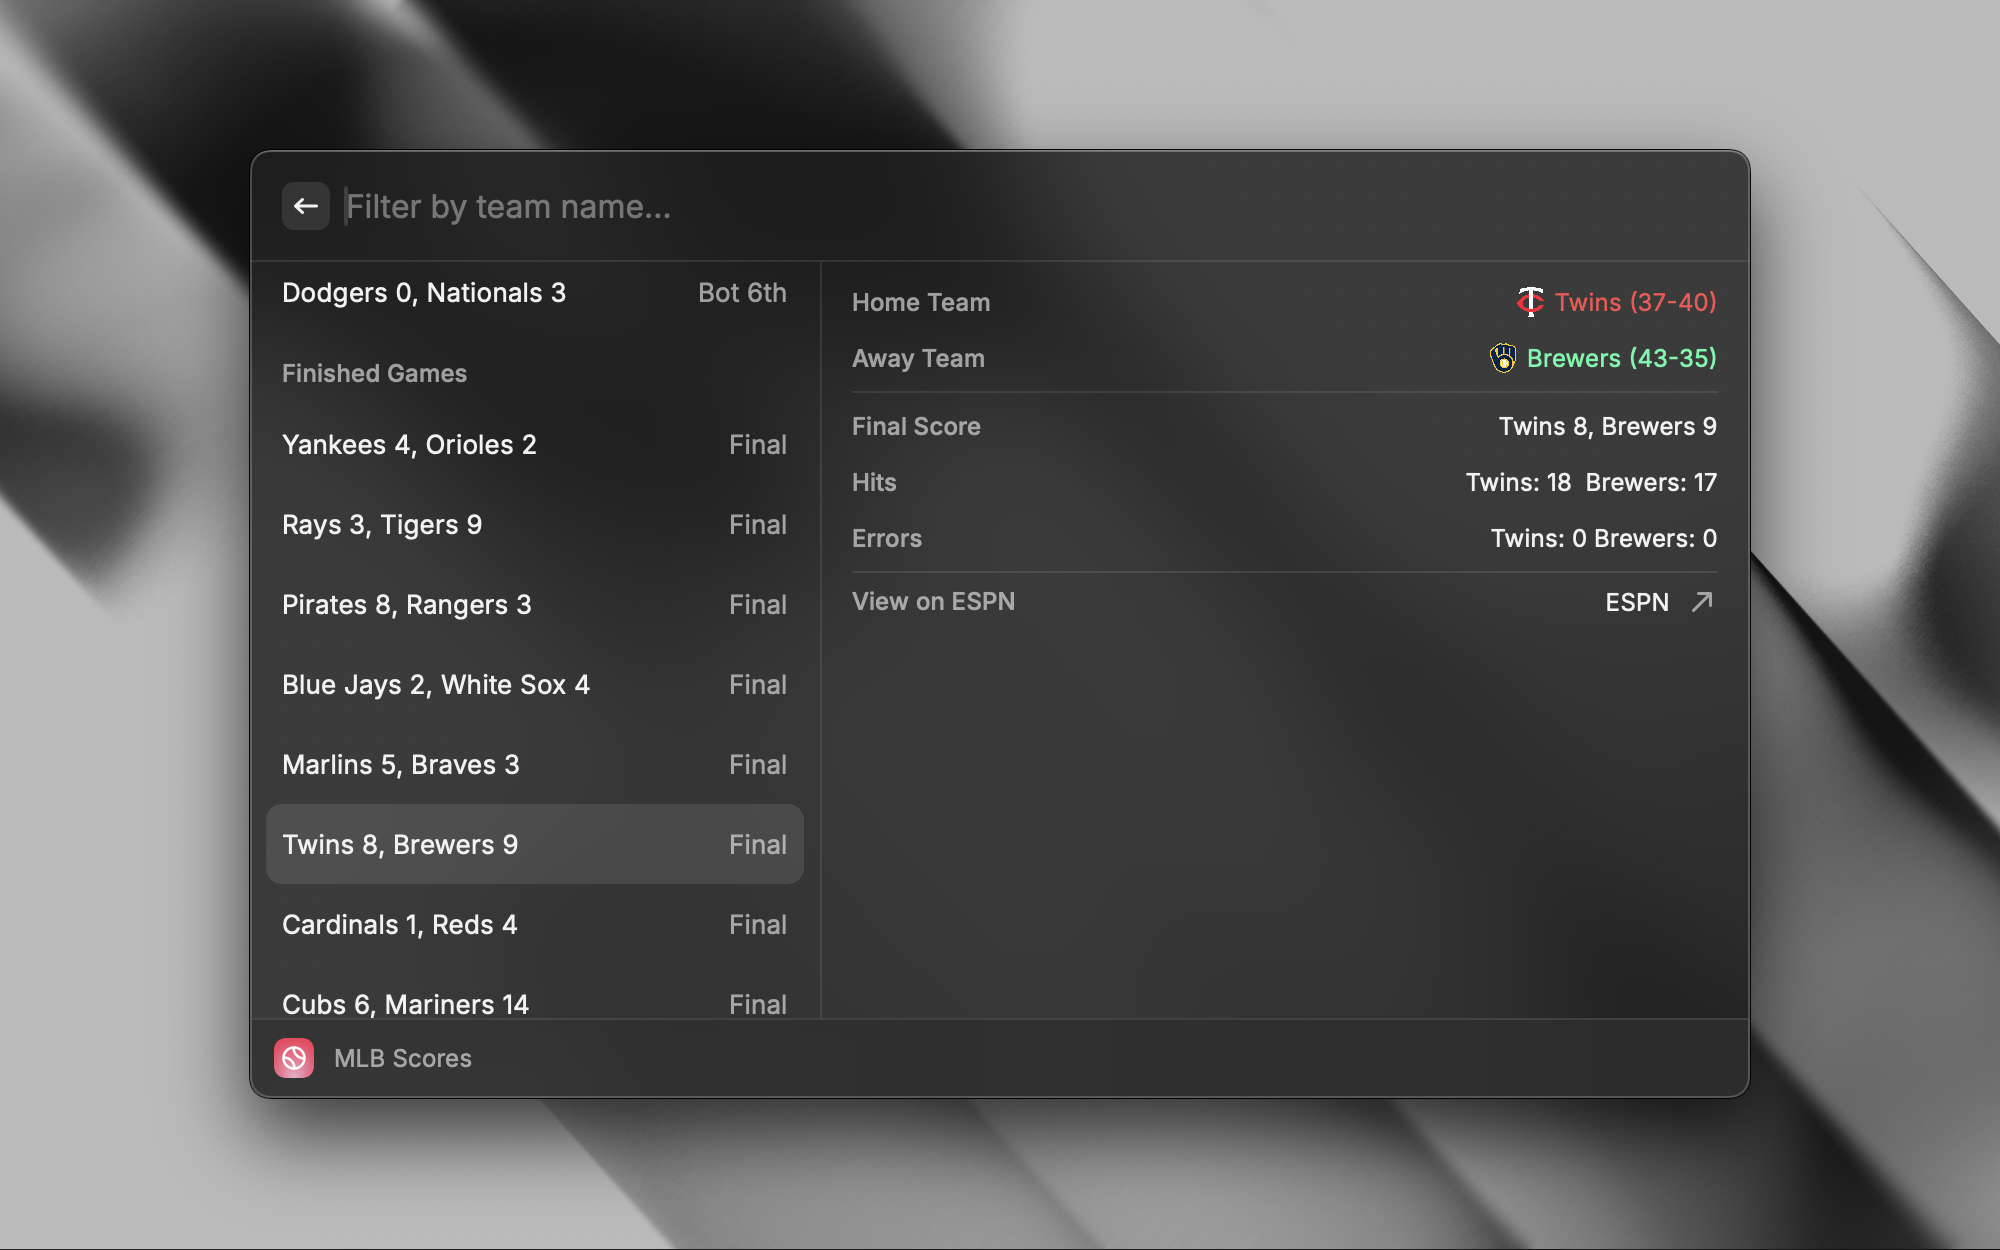 Filter by team name...
Dodgers 0, Nationals 3 Bot 6th
Finished Games
Yankees 4, Orioles 2 Final
Rays 3, Tigers 9 Final
Pirates 8, Rangers 3 Final
Blue Jays 2, White Sox 4 Final
Marlins 5, Braves 3 Final
Twins 8, Brewers 9 Final
Cardinals 1, Reds 4 Final
Cubs 6, Mariners 14 Final
Home Team Twins (37-40)
Away Team Brewers (43-35)
Final Score Twins 8, Brewers 9
Hits Twins: 18 Brewers: 17
Errors Twins: 0 Brewers: 0
View on ESPN ESPN
MLB Scores